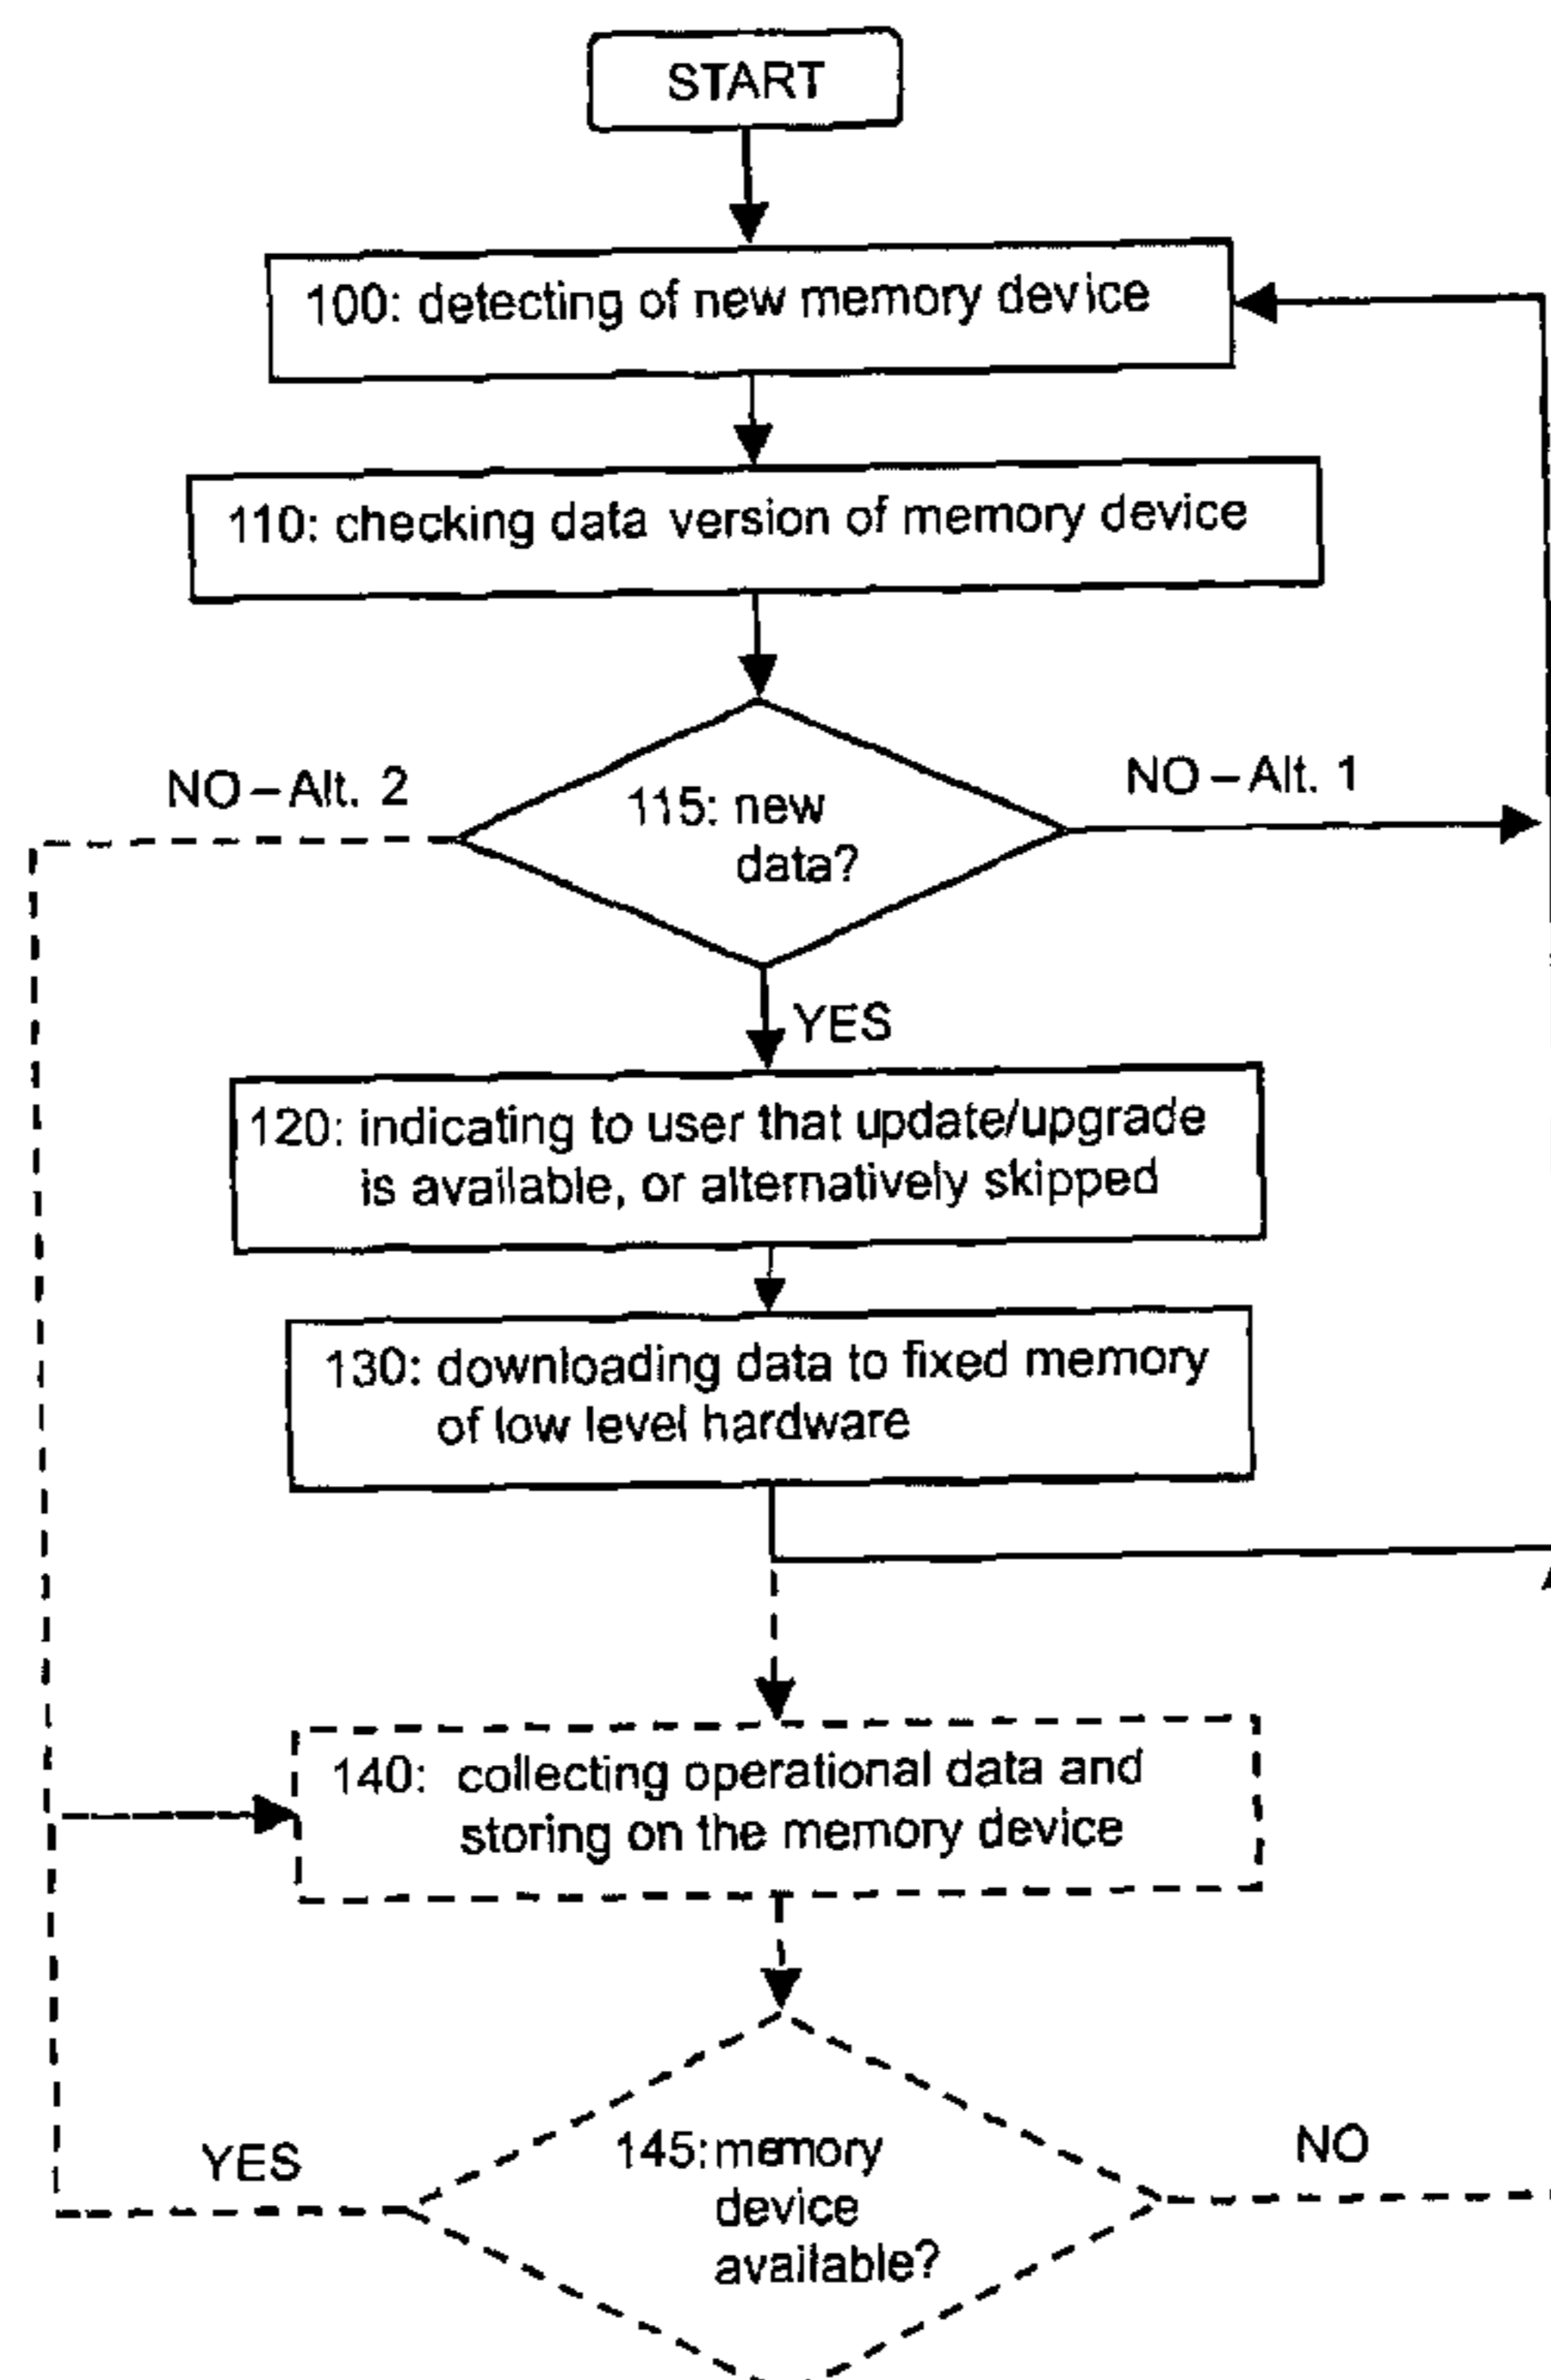 START
100: detecting of new memory device
110: checking data version of memory device
NO – Alt. 2
115: new
data?
NO – Alt. 1
YES
120: indicating to user that update/upgrade
is available, or alternatively skipped
130: downloading data to fixed memory
of low level hardware
140: collecting operational data and
storing on the memory device
YES
145: memory
device
available?
NO